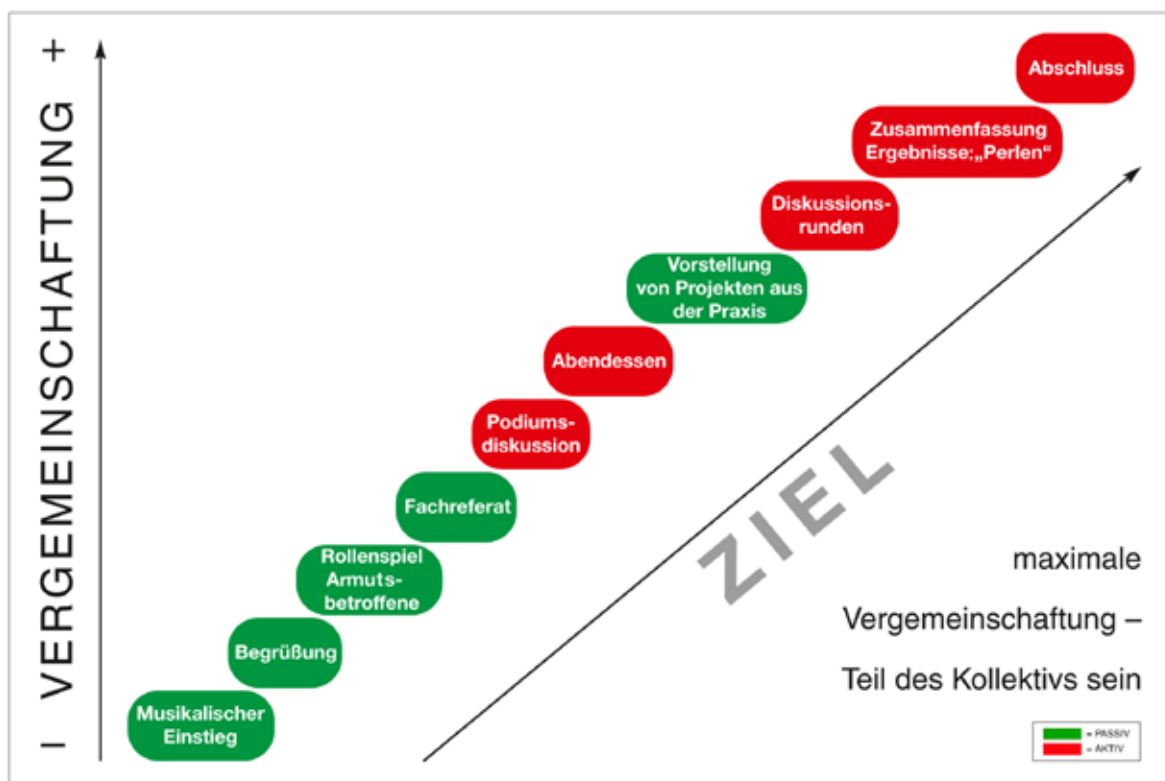 – VERGEMEINSCHAFTUNG +
Abschluss
Zusammenfassung
Ergebnisse:„Perlen“
Diskussions-
runden
Vorstellung
von Projekten aus
der Praxis
Abendessen
Podiums-
diskussion
Fachreferat
Rollenspiel
Armuts-
betroffene
Begrüßung
Musikalischer
Einstieg
ZIEL
maximale
Vergemeinschaftung –
Teil des Kollektivs sein
= PASSIV
= AKTIV